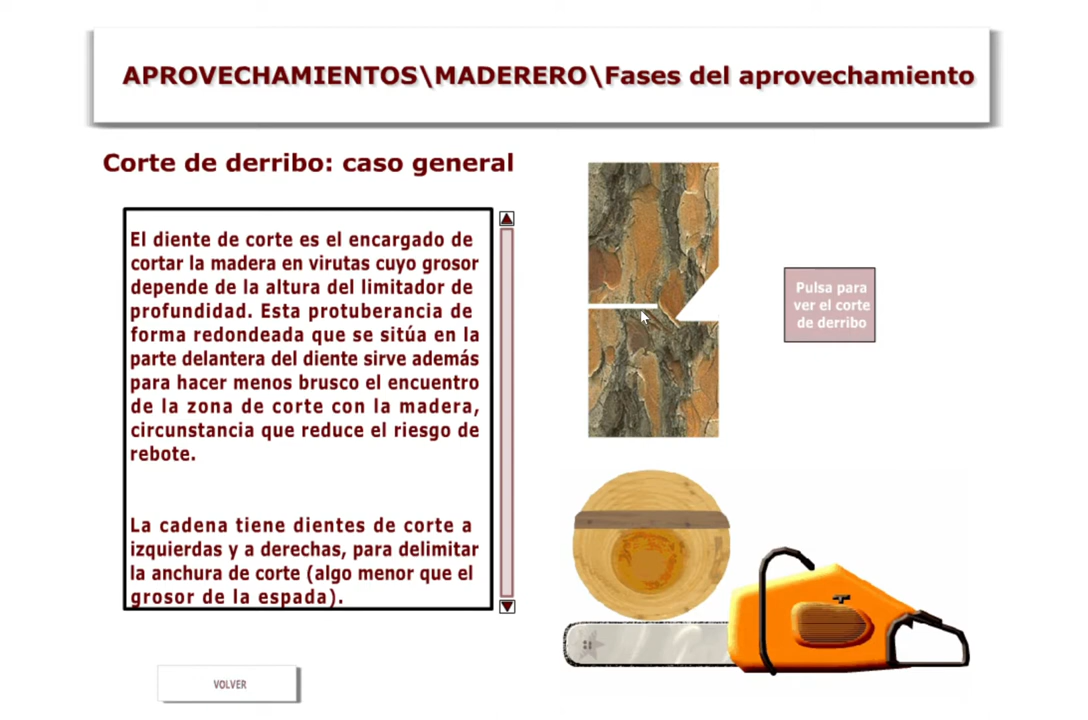 APROVECHAMIENTOS\MADERERO\Fases del aprovechamiento
Corte de derribo: caso general
El diente de corte es el encargado de
cortar la madera en virutas cuyo grosor
depende de la altura del limitador de
profundidad. Esta protuberancia de
forma redondeada que se sitúa en la
parte delantera del diente sirve además
para hacer menos brusco el encuentro
de la zona de corte con la madera,
circunstancia que reduce el riesgo de
rebote.
La cadena tiene dientes de corte a
izquierdas y a derechas, para delimitar
la anchura de corte (algo menor que el
grosor de la espada).
Pulsa para
ver el corte
de derribo
VOLVER